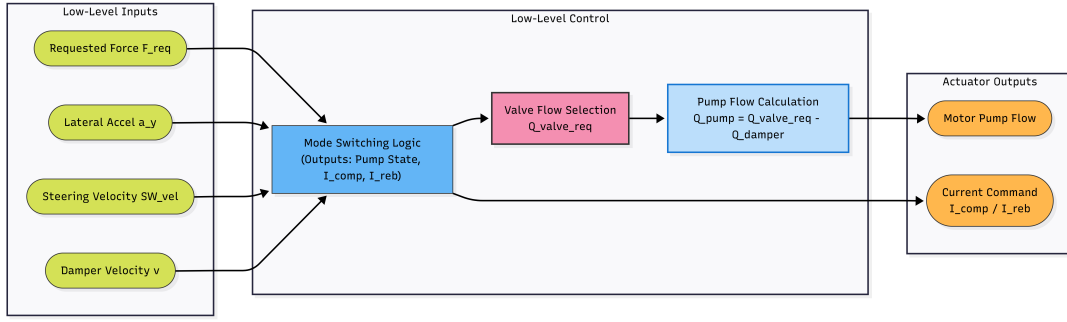 Low-Level Inputs
Requested Force F_req
Lateral Accel a_y
Steering Velocity SW_vel
Damper Velocity v
Low-Level Control
Mode Switching Logic
(Outputs: Pump State,
I_comp, I_reb)
Valve Flow Selection
Q_valve_req
Pump Flow Calculation
Q_pump = Q_valve_req -
Q_damper
Actuator Outputs
Motor Pump Flow
Current Command
I_comp / I_reb